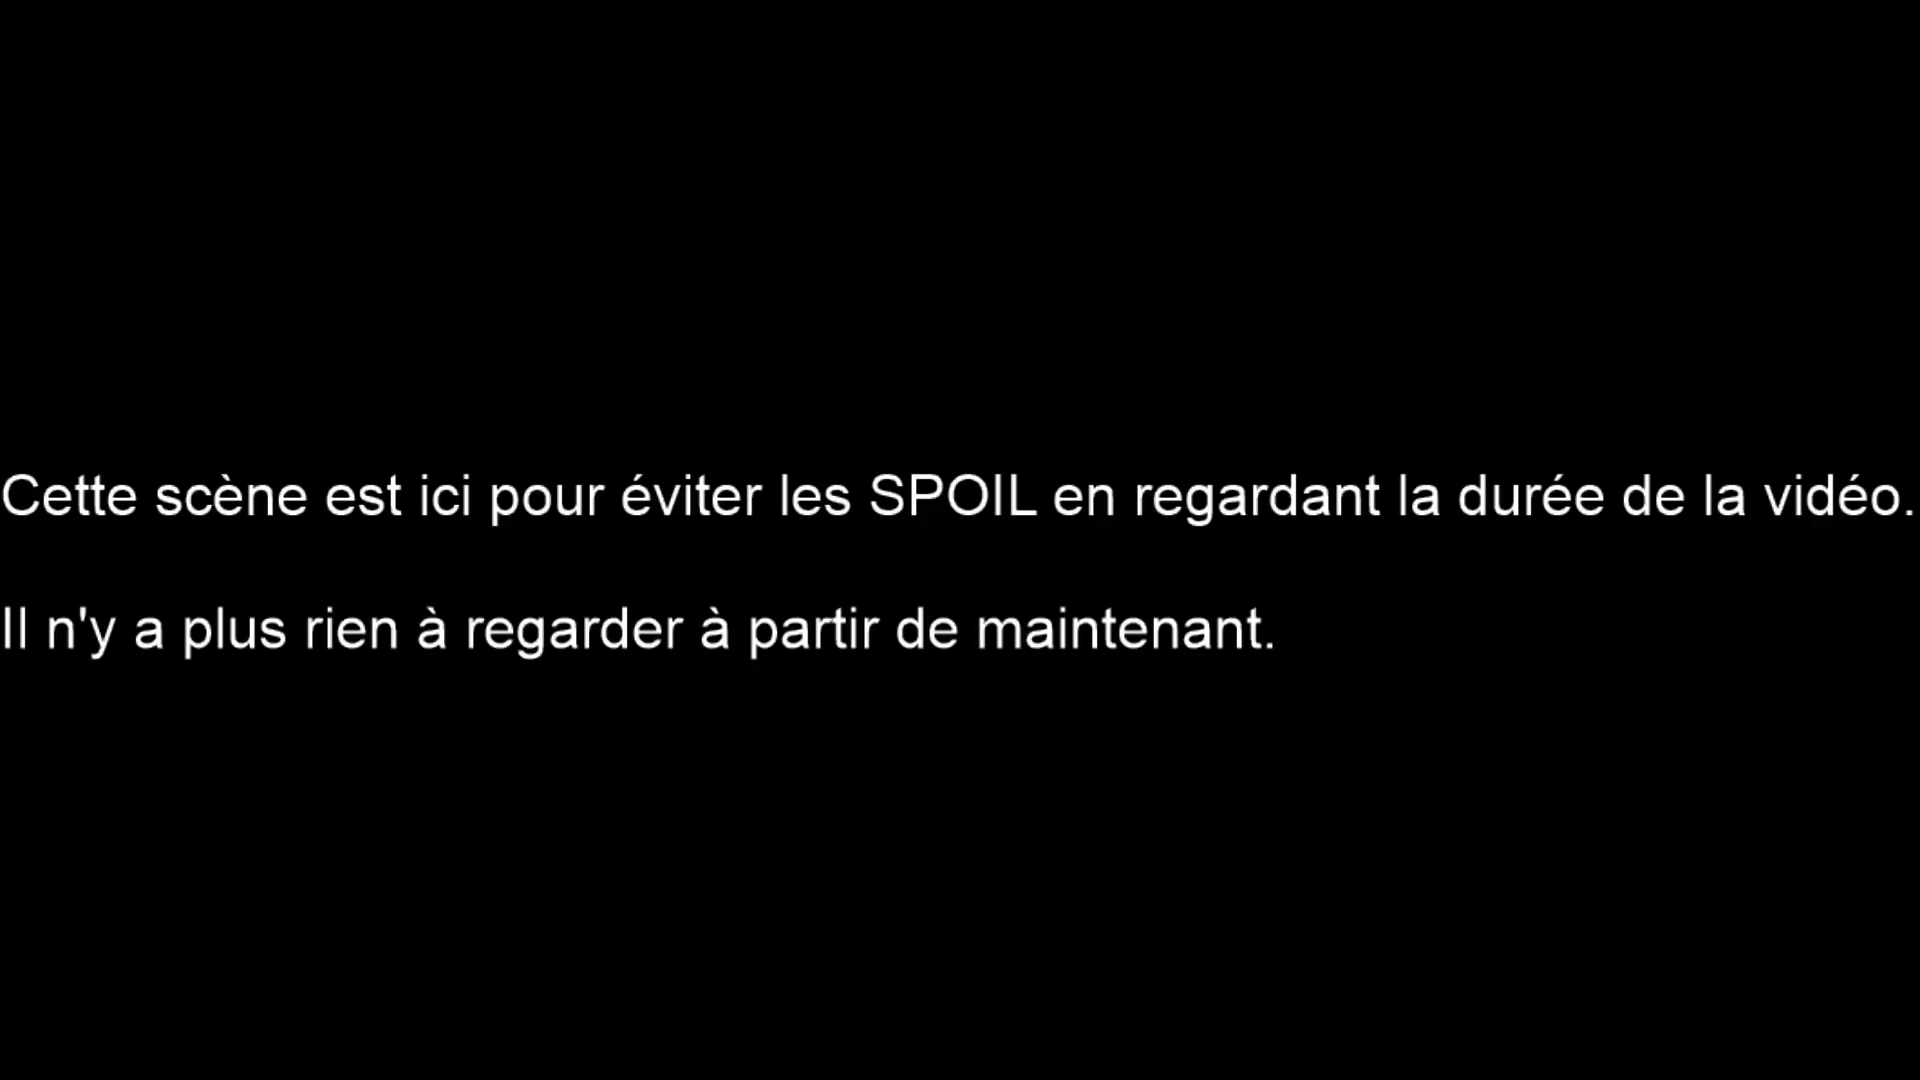 Cette scène est ici pour éviter les SPOIL en regardant la durée de la vidéo.
Il n'y a plus rien à regarder à partir de maintenant.